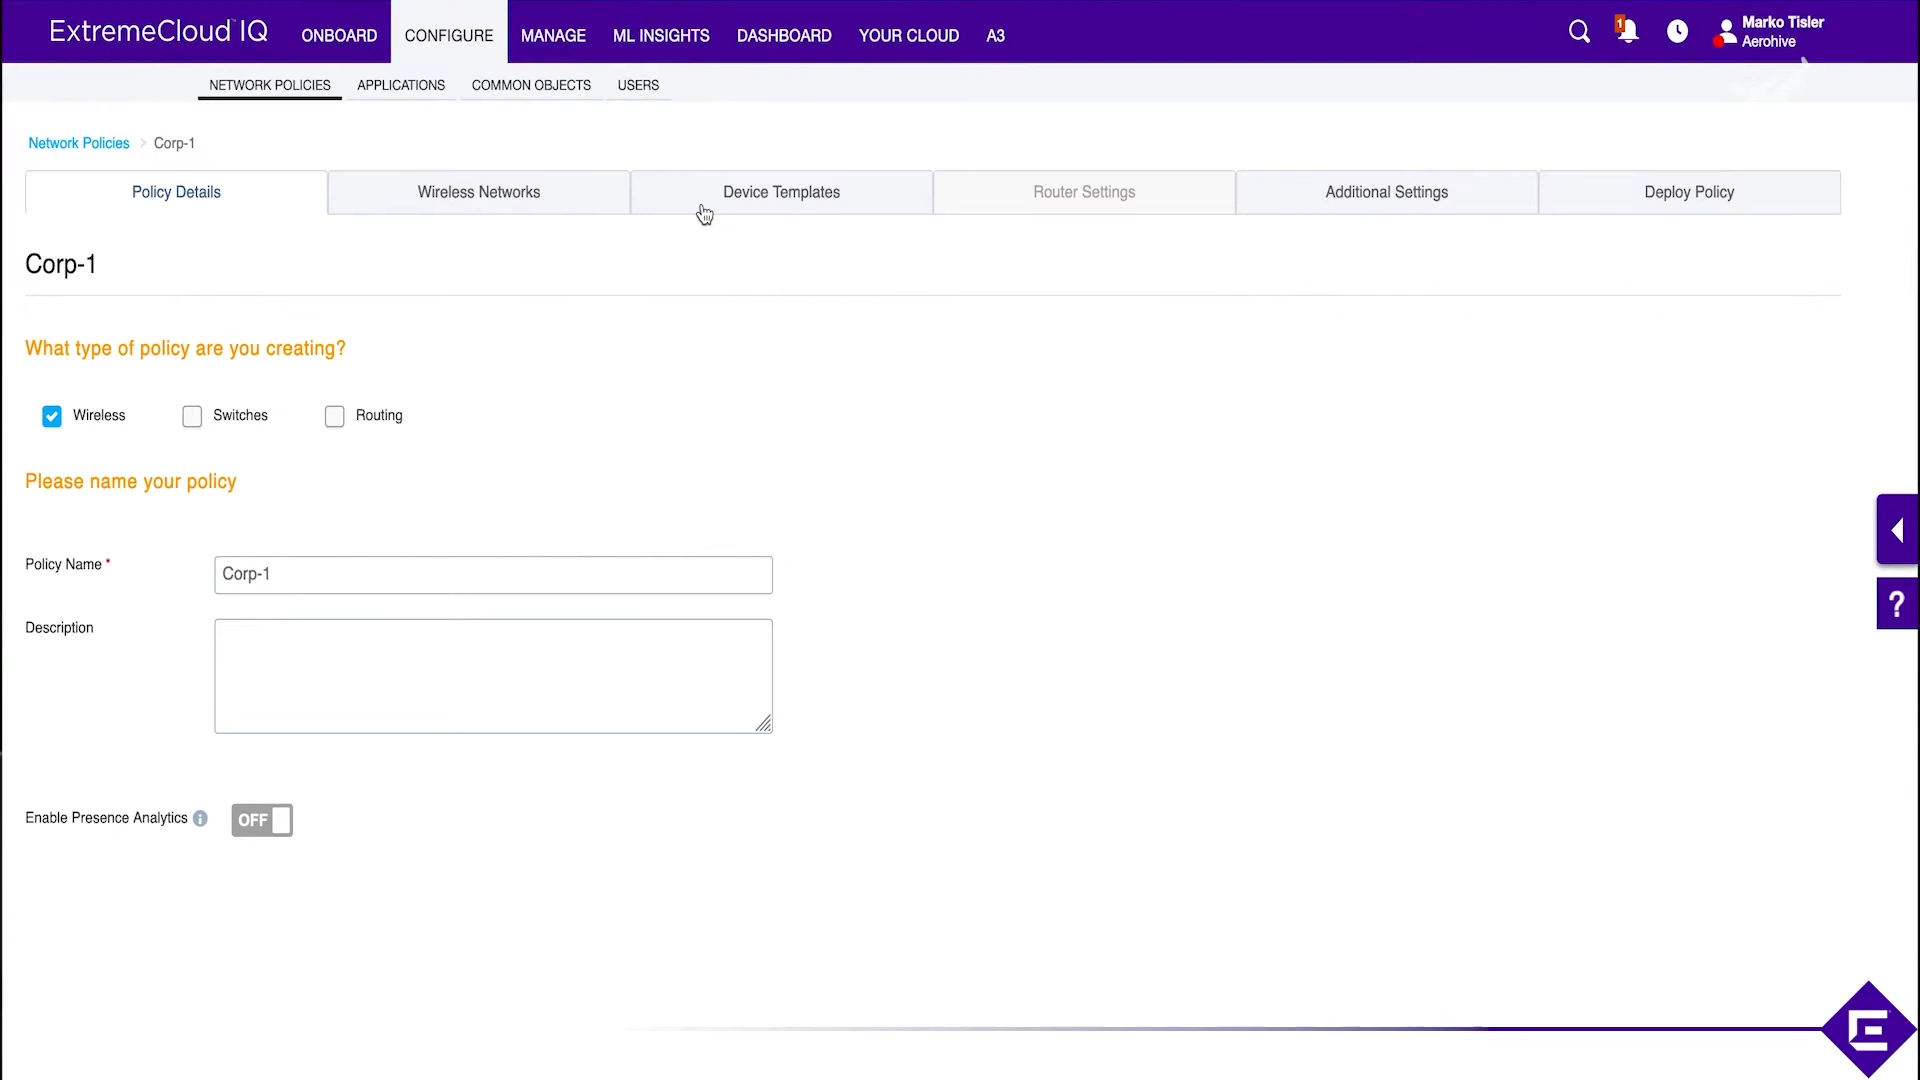 ExtremeCloud IQ
ONBOARD
CONFIGURE
MANAGE
ML INSIGHTS
DASHBOARD
YOUR CLOUD
A3
1
Marko Tisler
Aerohive
NETWORK POLICIES
APPLICATIONS
COMMON OBJECTS
USERS
Network Policies > Corp-1
Policy Details
Wireless Networks
Device Templates
Router Settings
Additional Settings
Deploy Policy
Corp-1
What type of policy are you creating?
Wireless
Switches
Routing
Please name your policy
Policy Name *
Corp-1
Description
?
Enable Presence Analytics i
OFF
E